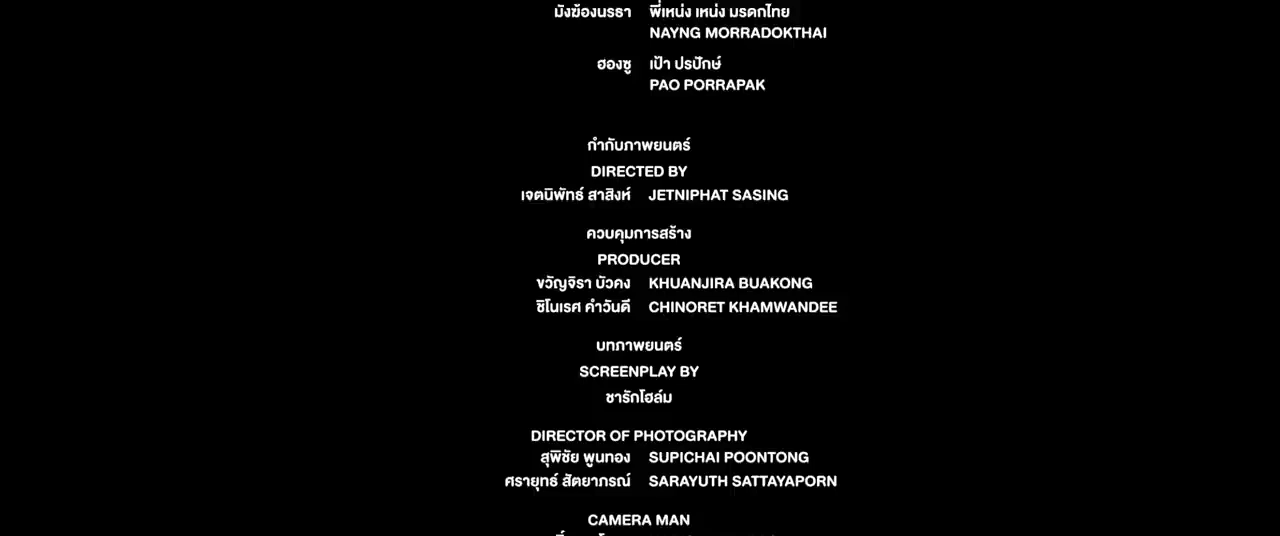 มังฆ้องนรธา พี่เหน่ง เหน่ง มรดกไทย
NAYNG MORRADOKTHAI
ฮองซู เป้า ปรปักษ์
PAO PORRAPAK
กำกับภาพยนตร์
DIRECTED BY
เจตนิพัทธ์ สาสิงห์ JETNIPHAT SASING
ควบคุมการสร้าง
PRODUCER
ขวัญจิรา บัวคง KHUANJIRA BUAKONG
ชิโนเรศ คำวันดี CHINORET KHAMWANDEE
บทภาพยนตร์
SCREENPLAY BY
ชารักโฮล์ม
DIRECTOR OF PHOTOGRAPHY
สุพิชัย พูนทอง SUPICHAI POONTONG
ศรายุทธ์ สัตยาภรณ์ SARAYUTH SATTAYAPORN
CAMERA MAN